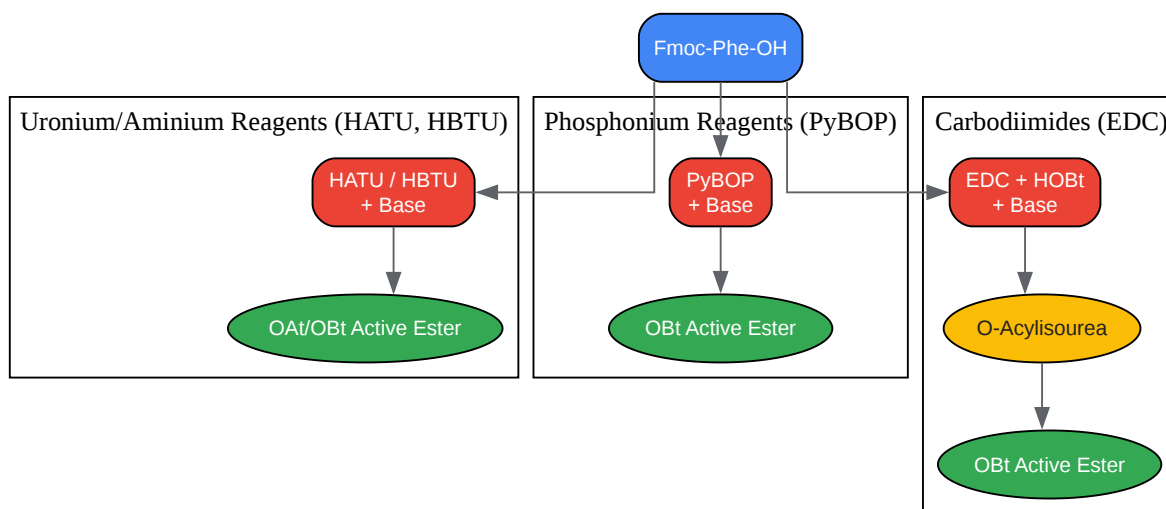 Fmoc-Phe-OH
Uronium/Aminium Reagents (HATU, HBTU)
Phosphonium Reagents (PyBOP)
Carbodiimides (EDC)
HATU / HBTU
+ Base
PyBOP
+ Base
EDC + HOBt
+ Base
OAt/OBt Active Ester
OBt Active Ester
O-Acylisourea
OBt Active Ester